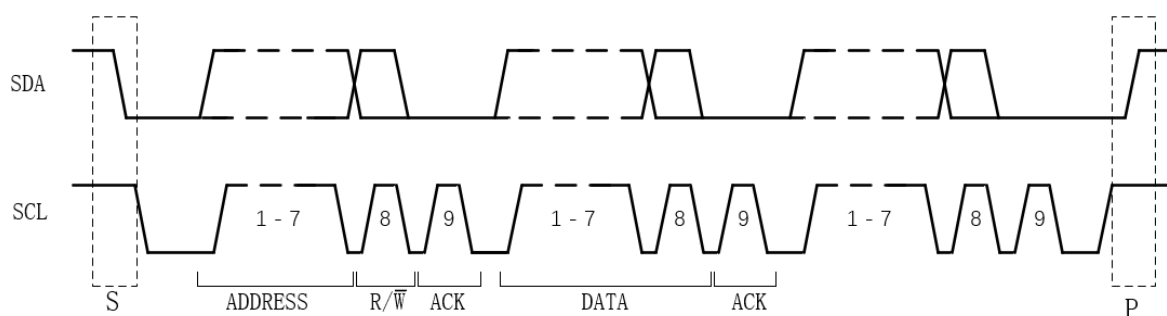 SDA
SCL
1-7 8 9 1-7 8 9 1-7 8 9
S ADDRESS R/W̅ ACK DATA ACK P